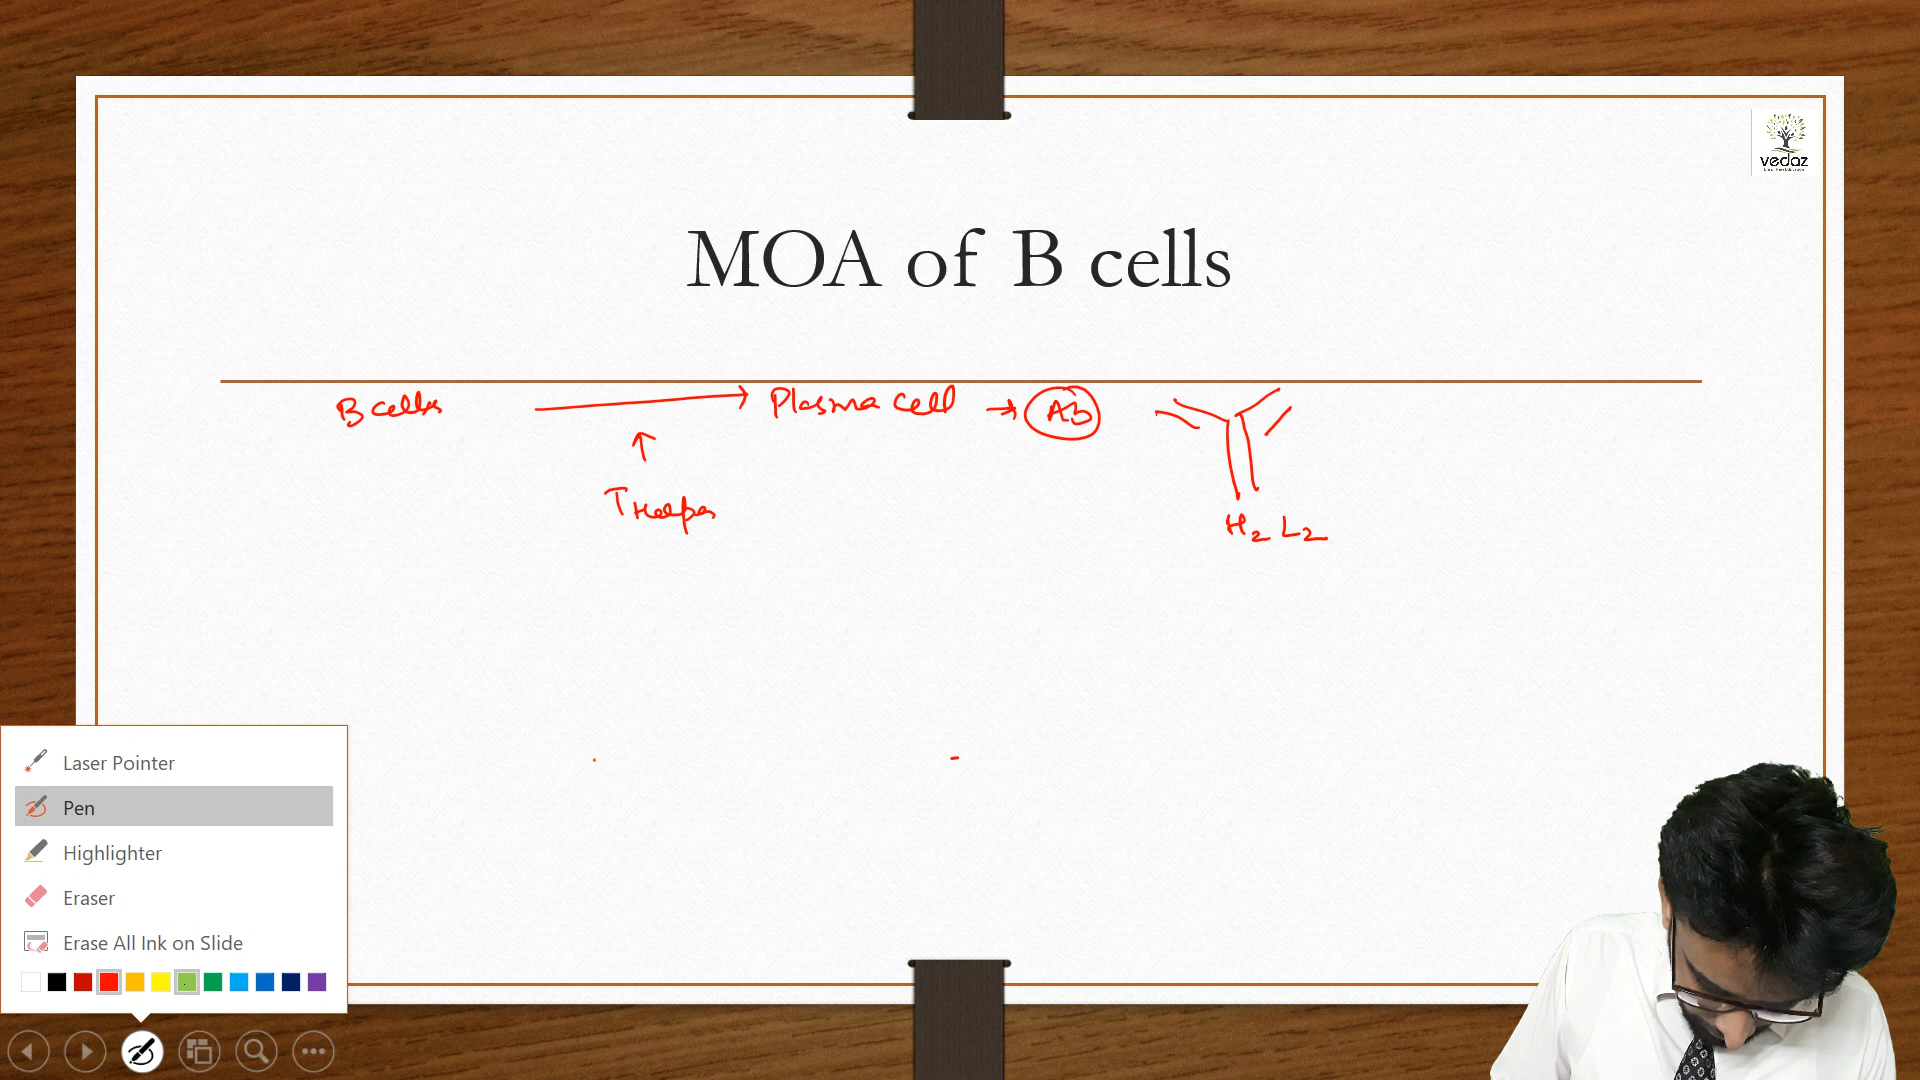 vedaz
MOA of B cells
B cells → Plasma cell → Ab
↑
T Helper
H2 L2
Laser Pointer
Pen
Highlighter
Eraser
Erase All Ink on Slide